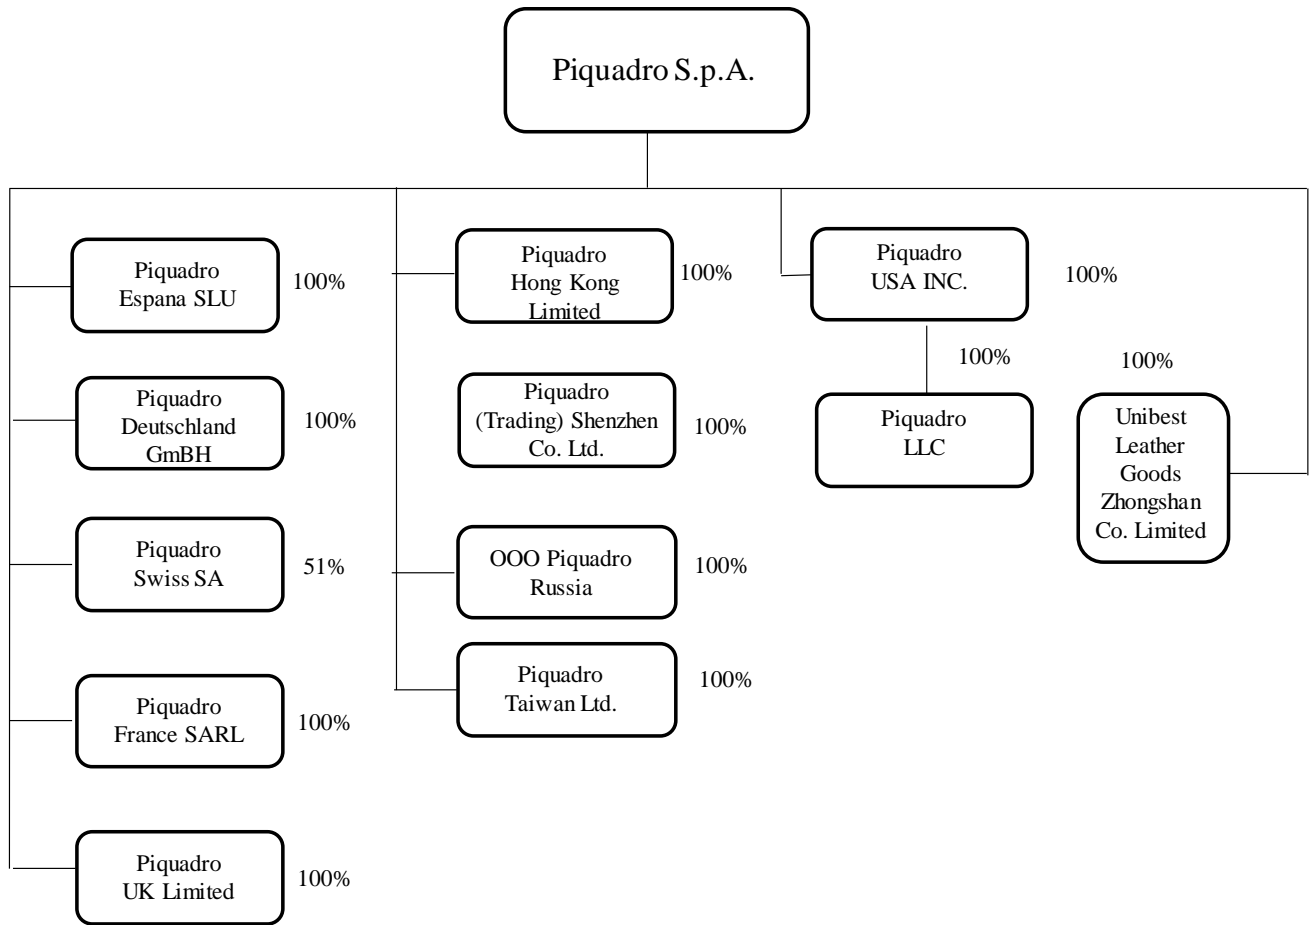 Piquadro S.p.A.
Piquadro
Espana SLU
100%
Piquadro
Deutschland
GmBH
100%
Piquadro
Swiss SA
51%
Piquadro
France SARL
100%
Piquadro
UK Limited
100%
Piquadro
Hong Kong
Limited
100%
Piquadro
(Trading) Shenzhen
Co. Ltd.
100%
OOO Piquadro
Russia
100%
Piquadro
Taiwan Ltd.
100%
Piquadro
USA INC.
100%
100%
Piquadro
LLC
100%
Unibest
Leather
Goods
Zhongshan
Co. Limited